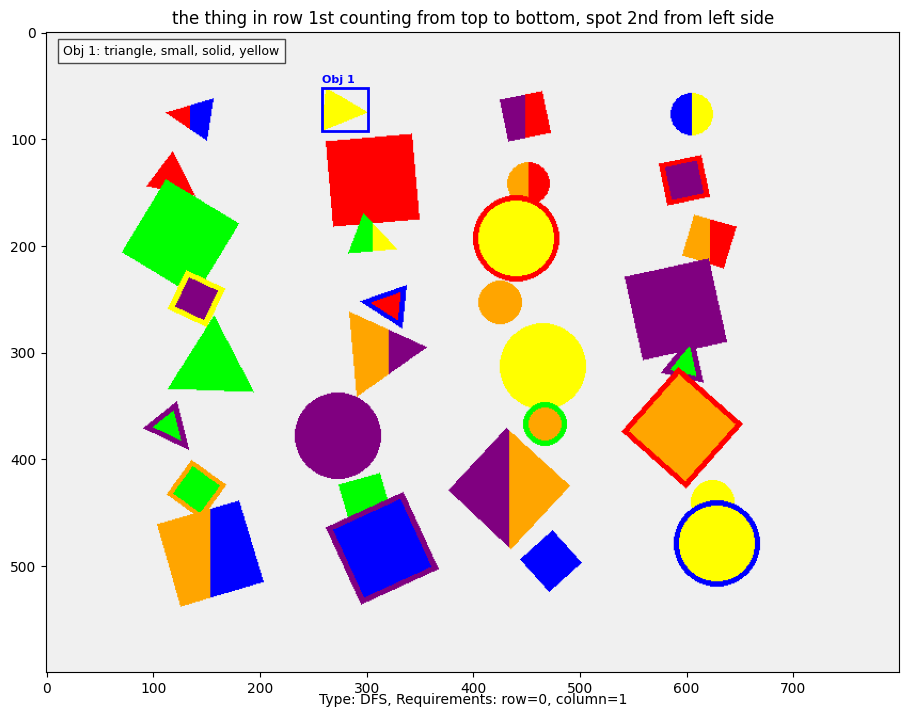 the thing in row 1st counting from top to bottom, spot 2nd from left side
0
Obj 1: triangle, small, solid, yellow
Obj 1
100
200
300
400
500
0 100 200 300 400 500 600 700
Type: DFS, Requirements: row=0, column=1